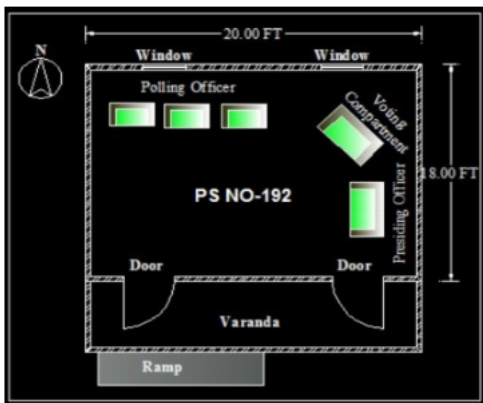 20.00 FT
N
Window
Window
Polling Officer
Voting
Compartment
18.00 FT
PS NO-192
Presiding Officer
Door
Door
Varanda
Ramp